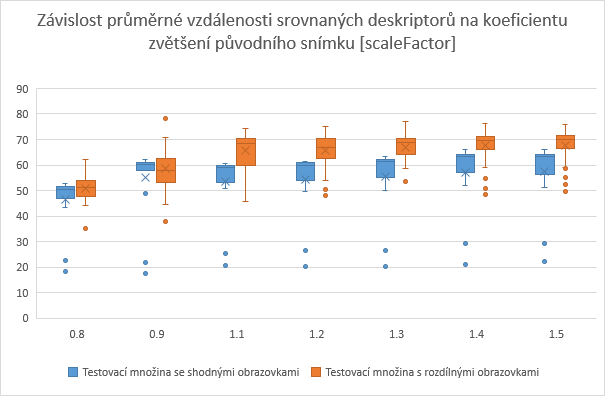 Závislost průměrné vzdálenosti srovnaných deskriptorů na koeficientu
zvětšení původního snímku [scaleFactor]
90
80
70
60
50
40
30
20
10
0
0.8 0.9 1.1 1.2 1.3 1.4 1.5
Testovací množina se shodnými obrazovkami Testovací množina s rozdílnými obrazovkami